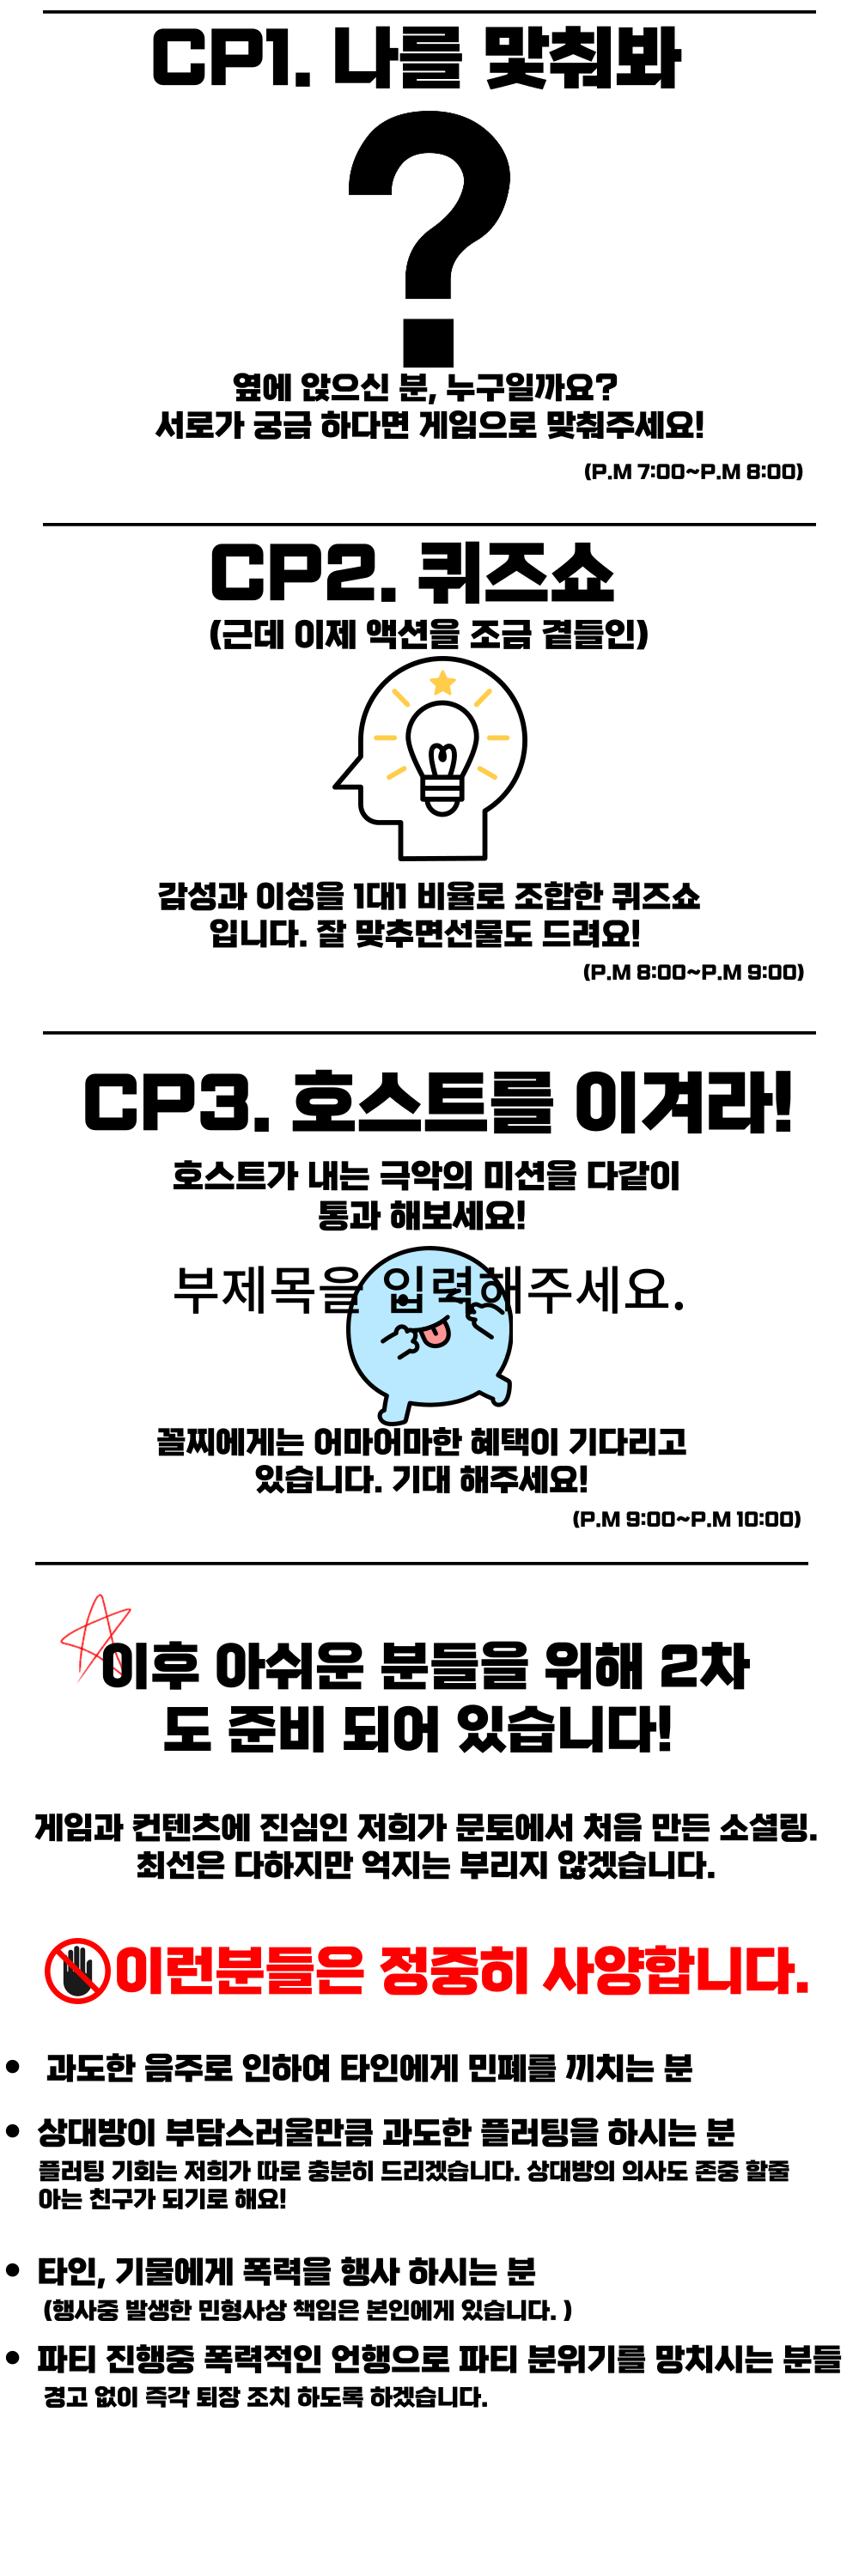 CP1. 나를 맟춰봐
?
옆에 앉으신 분, 누구일까요?
서로가 궁금 하다면 게임으로 맞춰주세요!
(P.M 7:00~P.M 8:00)
CP2. 퀴즈쇼
(근데 이제 액션을 조금 곁들인)
감성과 이성을 1대1 비율로 조합한 퀴즈쇼
입니다. 잘 맞추면선물도 드려요!
(P.M 8:00~P.M 9:00)
CP3. 호스트를 이겨라!
호스트가 내는 극악의 미션을 다같이
통과 해보세요!
부제목을 입력해주세요.
꼴찌에게는 어마어마한 혜택이 기다리고
있습니다. 기대 해주세요!
(P.M 9:00~P.M 10:00)
이후 아쉬운 분들을 위해 2차
도 준비 되어 있습니다!
게임과 컨텐츠에 진심인 저희가 문토에서 처음 만든 소셜링.
최선은 다하지만 억지는 부리지 않겠습니다.
이런분들은 정중히 사양합니다.
• 과도한 음주로 인하여 타인에게 민폐를 끼치는 분
• 상대방이 부담스러울만큼 과도한 플러팅을 하시는 분
플러팅 기회는 저희가 따로 충분히 드리겠습니다. 상대방의 의사도 존중 할줄
아는 친구가 되기로 해요!
• 타인, 기물에게 폭력을 행사 하시는 분
(행사중 발생한 민형사상 책임은 본인에게 있습니다. )
• 파티 진행중 폭력적인 언행으로 파티 분위기를 망치시는 분들
경고 없이 즉각 퇴장 조치 하도록 하겠습니다.